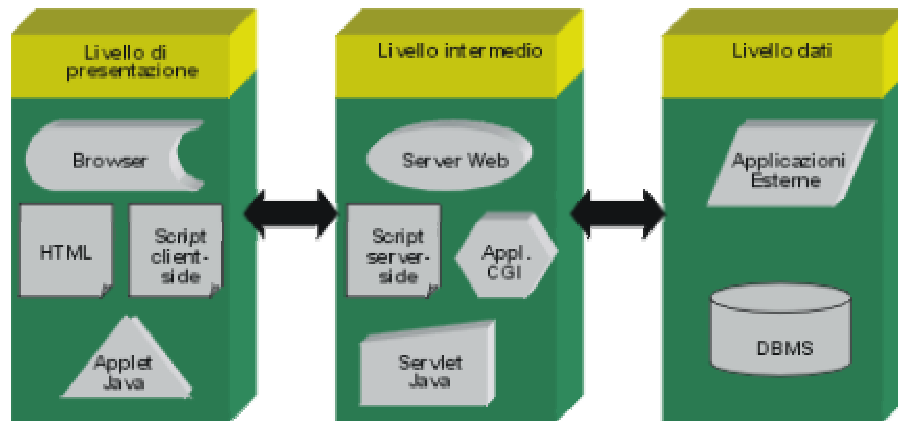 Livello di
presentazione
Browser
HTML
Script
client-
side
Applet
Java
Livello intermedio
Server Web
Script
server-
side
Appl.
CGI
Servlet
Java
Livello dati
Applicazioni
Esterne
DBMS